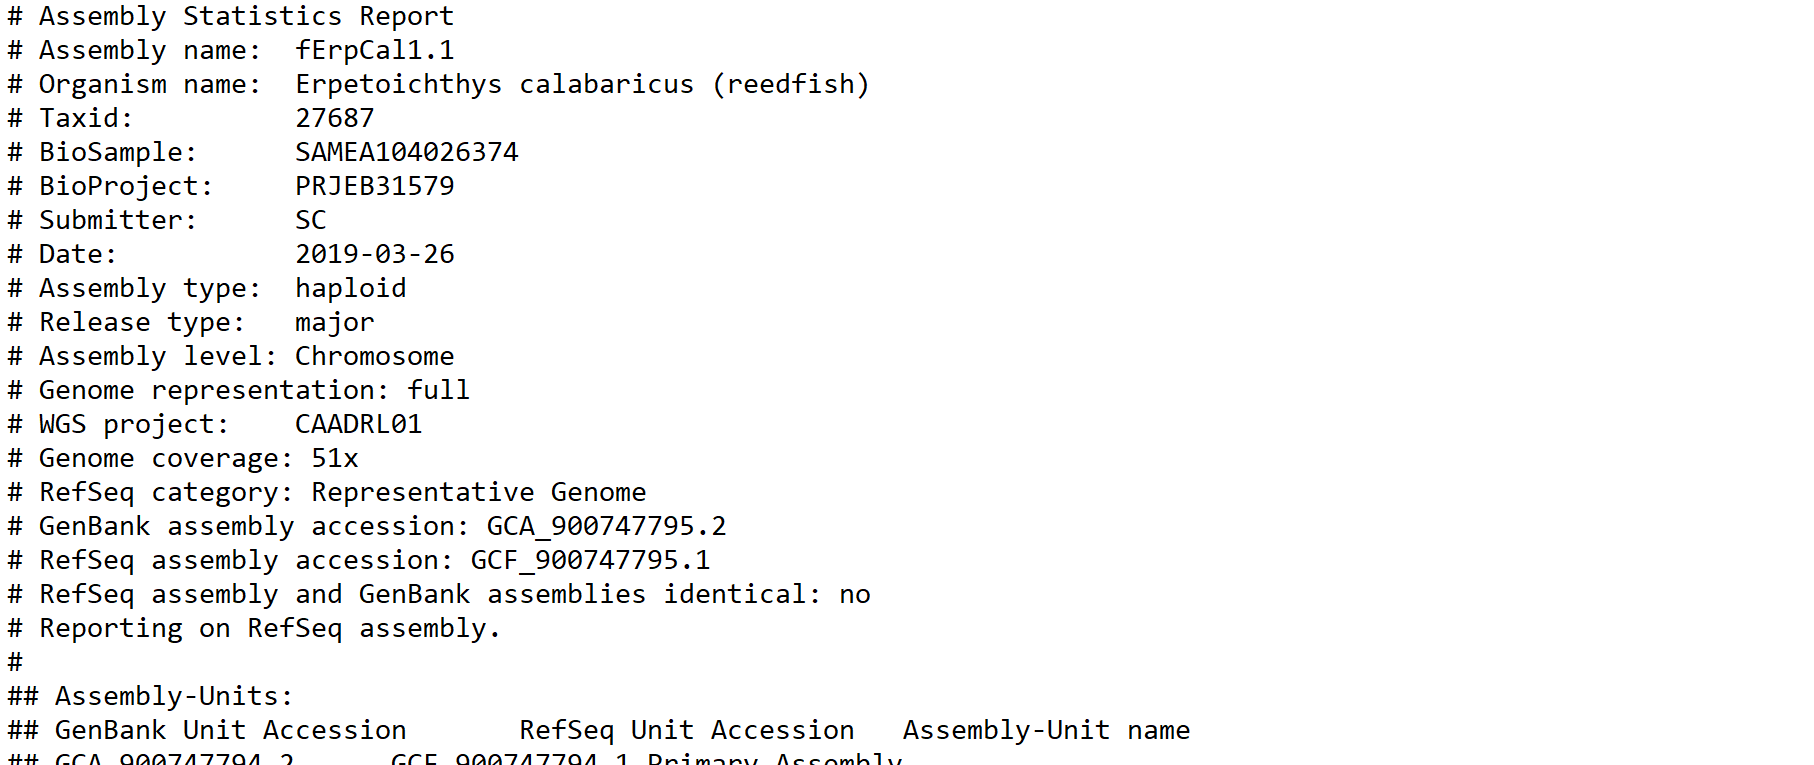 # Assembly Statistics Report
# Assembly name:  fErpCal1.1
# Organism name:  Erpetoichthys calabaricus (reedfish)
# Taxid:          27687
# BioSample:      SAMEA104026374
# BioProject:     PRJEB31579
# Submitter:      SC
# Date:           2019-03-26
# Assembly type:  haploid
# Release type:   major
# Assembly level: Chromosome
# Genome representation: full
# WGS project:    CAADRL01
# Genome coverage: 51x
# RefSeq category: Representative Genome
# GenBank assembly accession: GCA_900747795.2
# RefSeq assembly accession: GCF_900747795.1
# RefSeq assembly and GenBank assemblies identical: no
# Reporting on RefSeq assembly.
#
## Assembly-Units:
## GenBank Unit Accession       RefSeq Unit Accession   Assembly-Unit name
## GCA_900747794.2      GCF_900747794.1 Primary Assembly